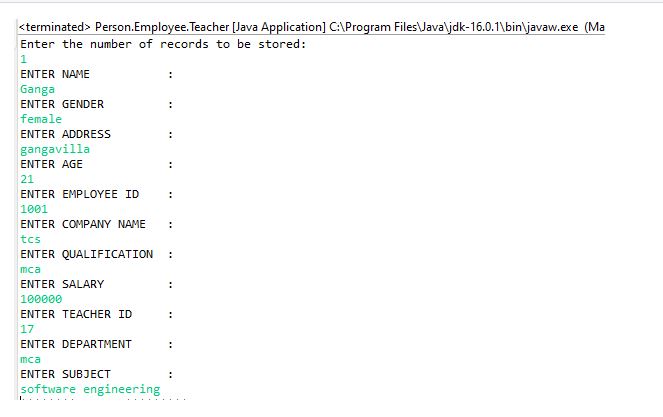 <terminated> Person.Employee.Teacher [Java Application] C:\Program Files\Java\jdk-16.0.1\bin\javaw.exe (Ma
Enter the number of records to be stored:
1
ENTER NAME           :
Ganga
ENTER GENDER         :
female
ENTER ADDRESS        :
gangavilla
ENTER AGE            :
21
ENTER EMPLOYEE ID    :
1001
ENTER COMPANY NAME   :
tcs
ENTER QUALIFICATION  :
mca
ENTER SALARY         :
100000
ENTER TEACHER ID     :
17
ENTER DEPARTMENT     :
mca
ENTER SUBJECT        :
software engineering